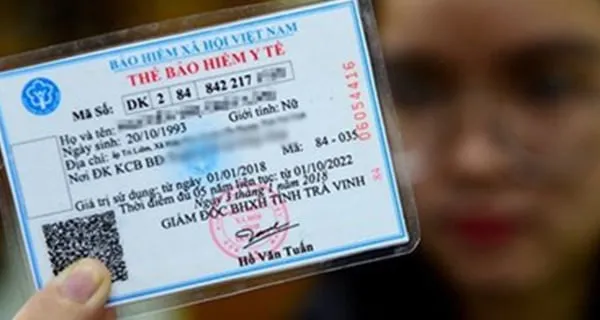 BẢO HIỂM XÃ HỘI VIỆT NAM
THẺ BẢO HIỂM Y TẾ
Mã Số: DK 2 84 842 217
Họ và tên:
Ngày sinh: 20/10/1993 Giới tính: Nữ
Địa chỉ:
Nơi ĐK KCB BĐ Mã: 84 - 035
Giá trị sử dụng: từ ngày 01/01/2018
Thời điểm đủ 05 năm liên tục: từ 01/10/2022
Ngày 3 tháng 1 năm 2018
GIÁM ĐỐC BHXH TỈNH TRÀ VINH
Hồ Văn Tuấn
06054416